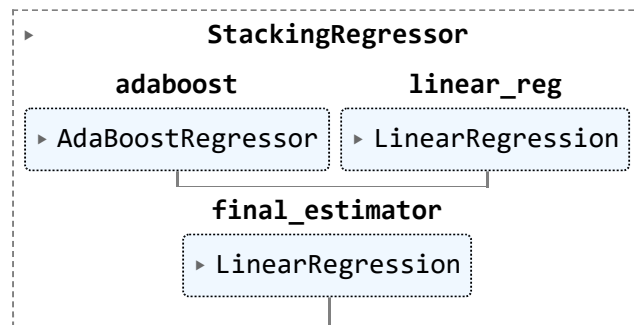 ▸ StackingRegressor
adaboost linear_reg
▸ AdaBoostRegressor ▸ LinearRegression
final_estimator
▸ LinearRegression